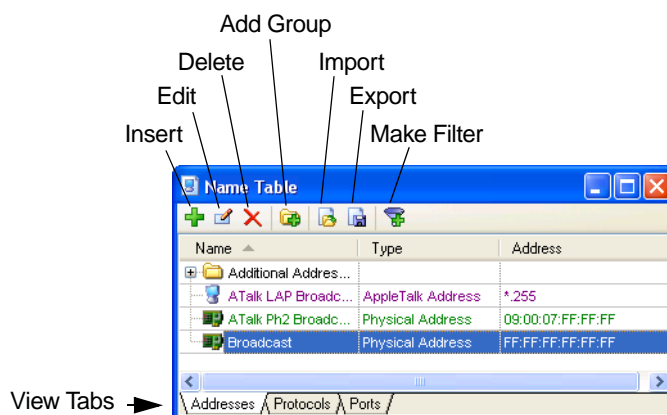 Add Group
Delete Import
Edit Export
Insert Make Filter
Name Table
Name Type Address
Additional Addres...
ATalk LAP Broadc... AppleTalk Address *.255
ATalk Ph2 Broadc... Physical Address 09:00:07:FF:FF:FF
Broadcast Physical Address FF:FF:FF:FF:FF:FF
View Tabs Addresses Protocols Ports